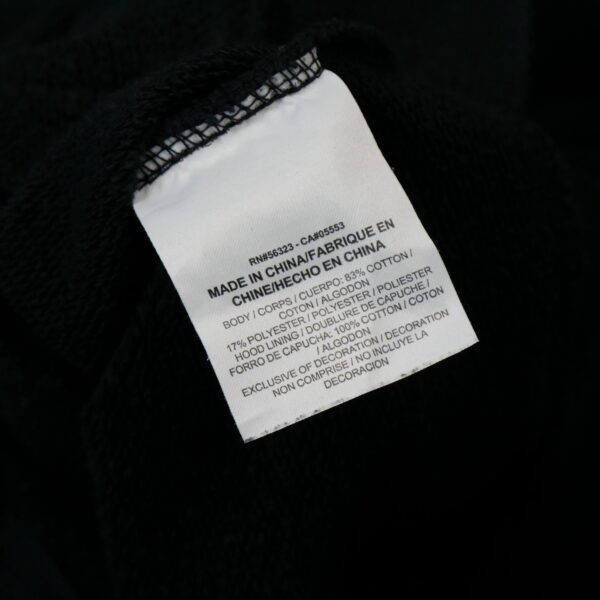 RN#56323 - CA#05553
MADE IN CHINA/FABRIQUE EN
CHINE/HECHO EN CHINA
BODY / CORPS / CUERPO: 83% COTTON /
COTON / ALGODON
17% POLYESTER / POLYESTER / POLIESTER
HOOD LINING / DOUBLURE DE CAPUCHE /
FORRO DE CAPUCHA: 100% COTTON / COTON
/ ALGODON
EXCLUSIVE OF DECORATION / DECORATION
NON COMPRISE / NO INCLUYE LA
DECORACION